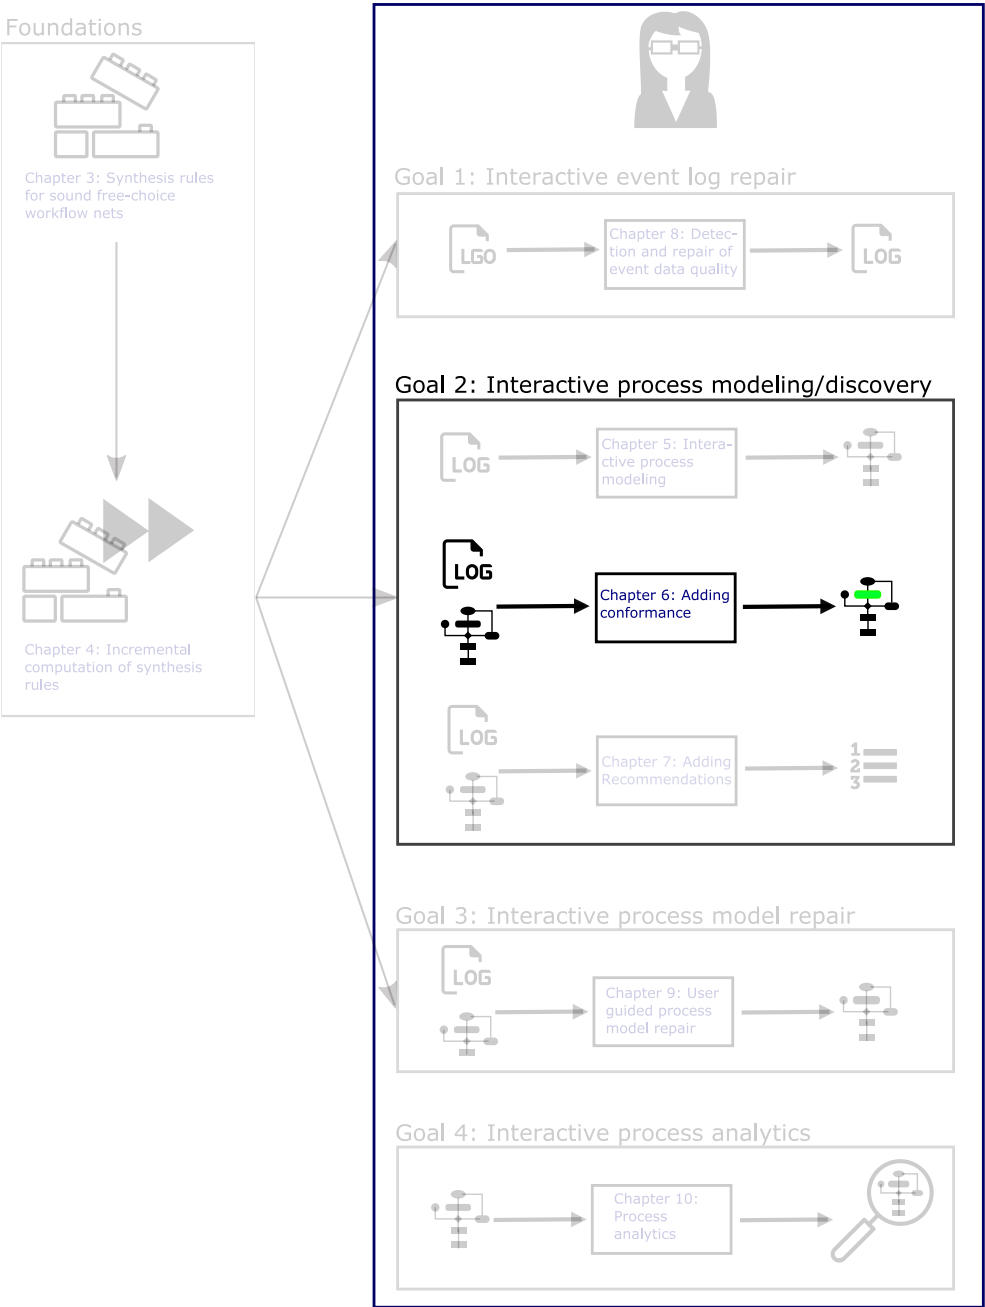 Foundations
Chapter 3: Synthesis rules
for sound free-choice
workflow nets
Chapter 4: Incremental
computation of synthesis
rules
Goal 1: Interactive event log repair
LGO
Chapter 8: Detec-
tion and repair of
event data quality
LOG
Goal 2: Interactive process modeling/discovery
LOG
Chapter 5: Intera-
ctive process
modeling
LOG
Chapter 6: Adding
conformance
LOG
Chapter 7: Adding
Recommendations
1
2
3
Goal 3: Interactive process model repair
LOG
Chapter 9: User
guided process
model repair
Goal 4: Interactive process analytics
Chapter 10:
Process
analytics